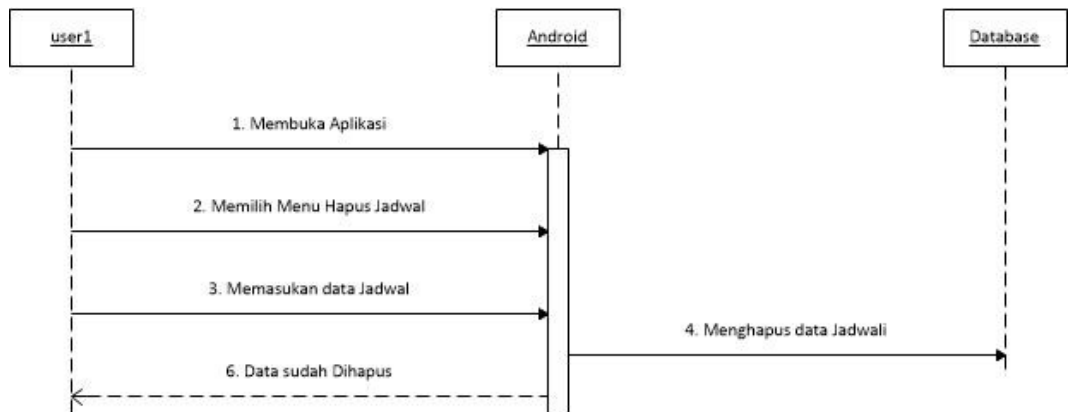 user1
Android
Database
1. Membuka Aplikasi
2. Memilih Menu Hapus Jadwal
3. Memasukan data Jadwal
4. Menghapus data Jadwali
6. Data sudah Dihapus